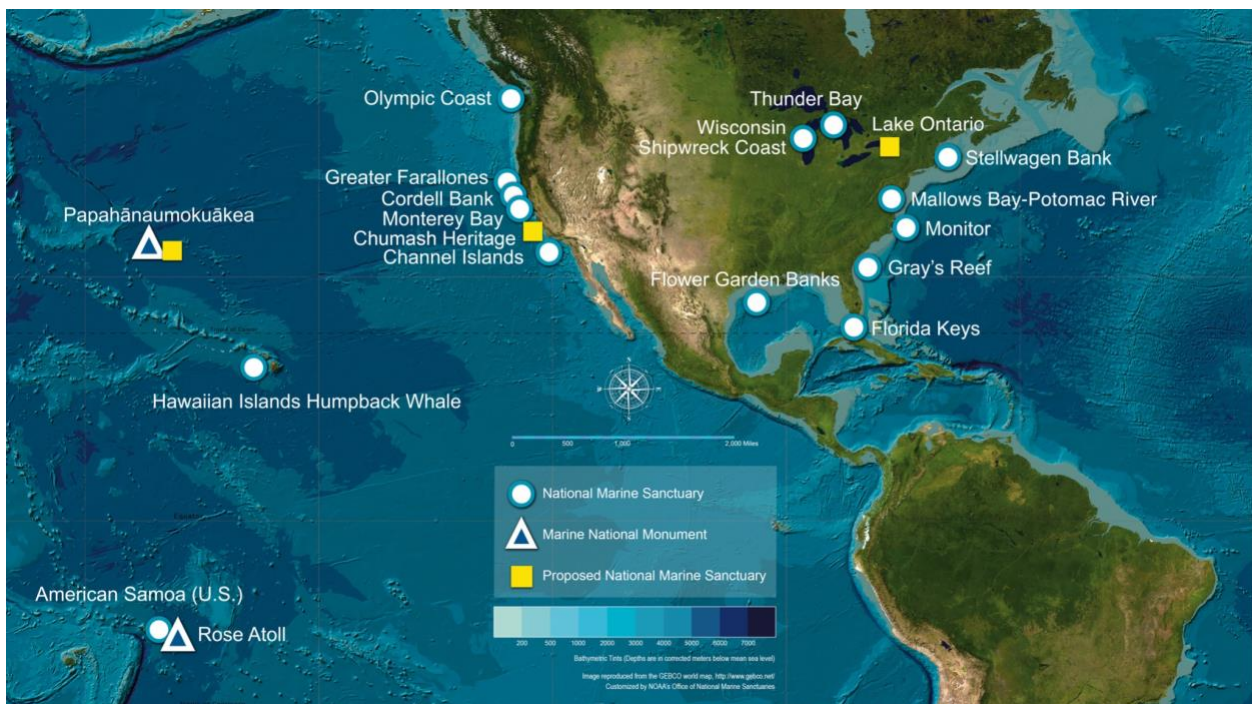 Olympic Coast
Thunder Bay
Wisconsin
Shipwreck Coast
Lake Ontario
Stellwagen Bank
Greater Farallones
Cordell Bank
Monterey Bay
Chumash Heritage
Channel Islands
Mallows Bay-Potomac River
Monitor
Papahānaumokuākea
Gray's Reef
Flower Garden Banks
Florida Keys
Hawaiian Islands Humpback Whale
0 500 1,000 2,000 Miles
National Marine Sanctuary
Marine National Monument
Proposed National Marine Sanctuary
200 500 1000 2000 3000 4000 5000 6000 7000
Bathymetric Tints (Depths are in corrected meters below mean sea level)
Image reproduced from the GEBCO world map, http://www.gebco.net/
Customized by NOAA's Office of National Marine Sanctuaries
American Samoa (U.S.)
Rose Atoll